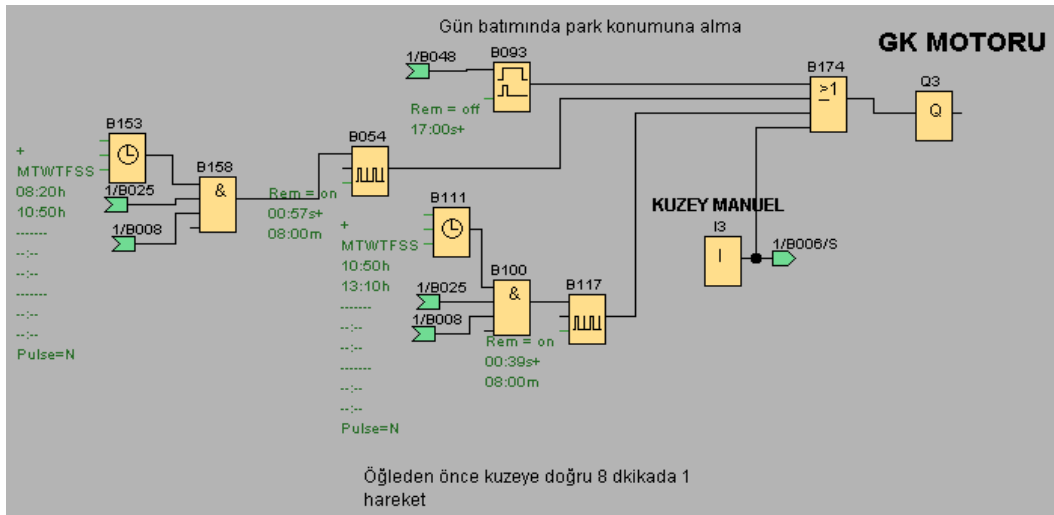 Gün batımında park konumuna alma
GK MOTORU
1/B048
B093
B174
Q3
>1
Q
Rem = off
17:00s+
B153
B054
+
MTWTFSS
08:20h
10:50h
-------
--:--
--:--
-------
--:--
--:--
Pulse=N
B158
&
1/B025
1/B008
Rem = on
00:57s+
08:00m
B111
+
MTWTFSS
10:50h
13:10h
-------
--:--
--:--
-------
--:--
--:--
Pulse=N
KUZEY MANUEL
I3
I
1/B006/S
B100
&
B117
1/B025
1/B008
Rem = on
00:39s+
08:00m
Öğleden önce kuzeye doğru 8 dkikada 1
hareket